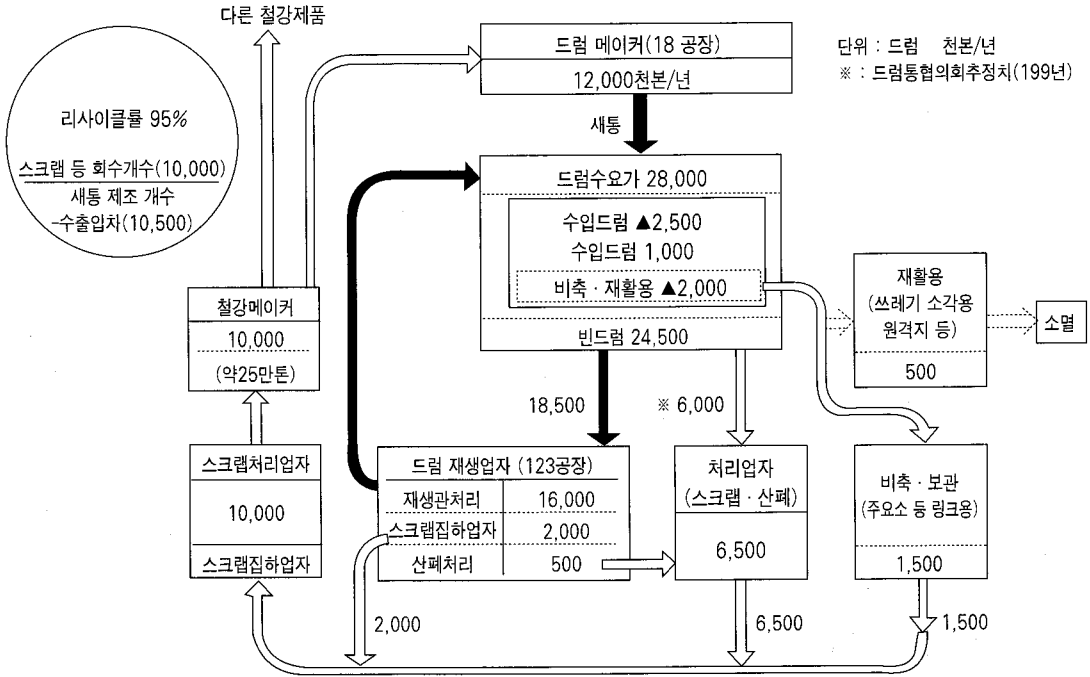 다른 철강제품
드럼 메이커(18 공장)
12,000천본/년
단위 : 드럼 천본/년
※ : 드럼통협의회추정치(199년)
리사이클률 95%
스크랩 등 회수개수(10,000)
새통 제조 개수
-수출입차(10,500)
새통
드럼수요가 28,000
수입드럼 ▲2,500
수입드럼 1,000
비축·재활용 ▲2,000
빈드럼 24,500
재활용
(쓰레기 소각용
원격지 등)
500
소멸
철강메이커
10,000
(약25만톤)
18,500
※ 6,000
스크랩처리업자
10,000
스크랩집하업자
드럼 재생업자 (123공장)
재생관처리 16,000
스크랩집하업자 2,000
산폐처리 500
처리업자
(스크랩·산폐)
6,500
비축·보관
(주요소 등 링크용)
1,500
2,000
6,500
1,500